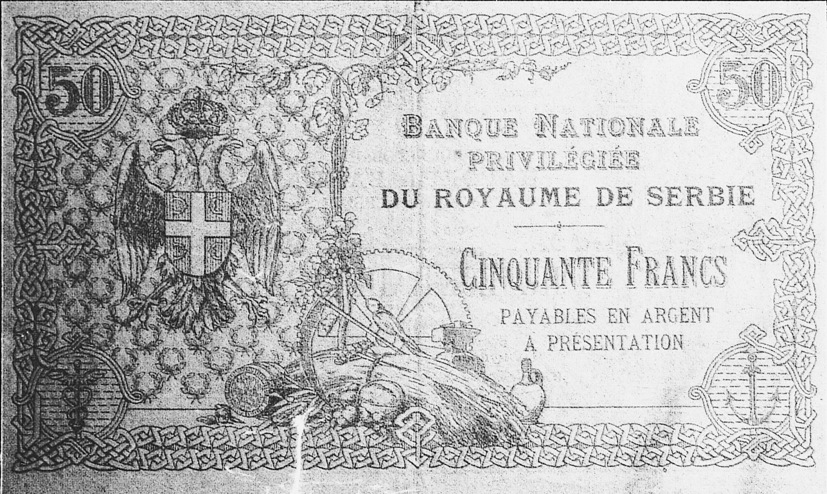 50
50
BANQUE NATIONALE
PRIVILÉGIÉE
DU ROYAUME DE SERBIE
CINQUANTE FRANCS
PAYABLES EN ARGENT
A PRÉSENTATION